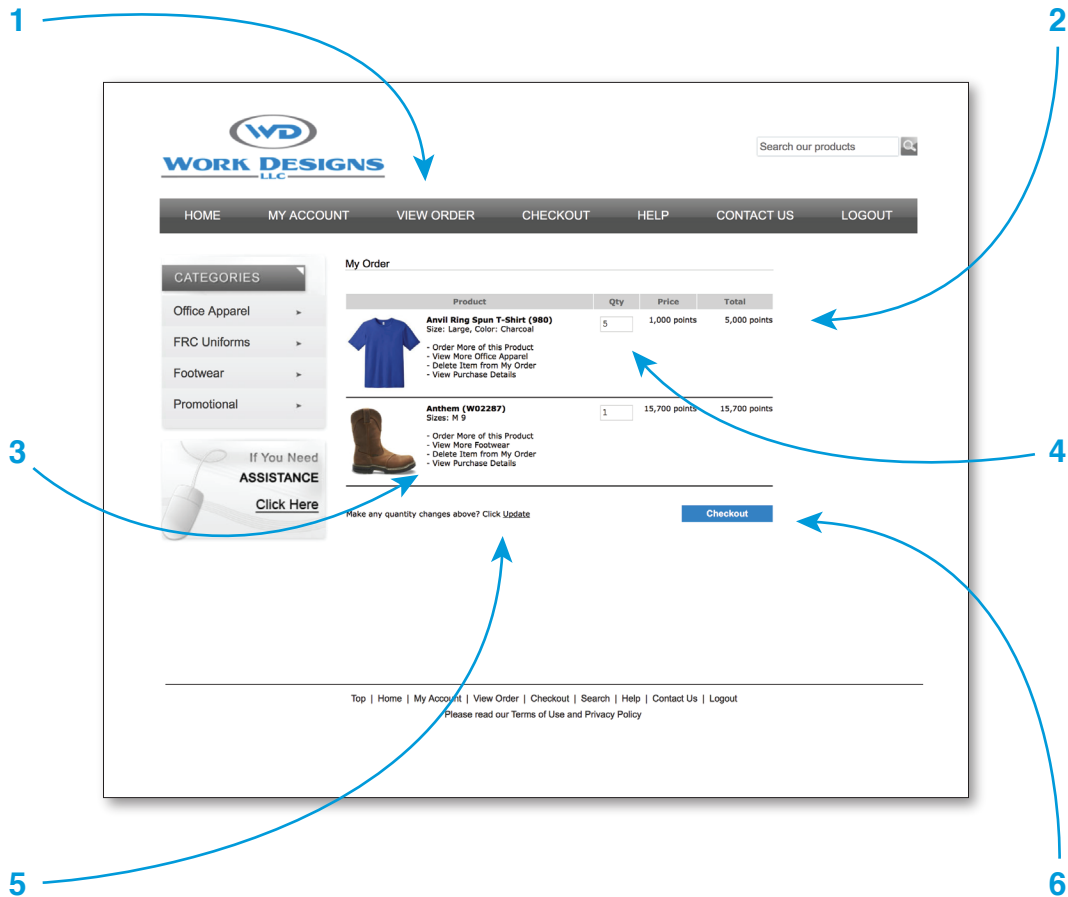 1
2
WD
WORK DESIGNS
LLC
Search our products
HOME MY ACCOUNT VIEW ORDER CHECKOUT HELP CONTACT US LOGOUT
CATEGORIES
Office Apparel
FRC Uniforms
Footwear
Promotional
If You Need
ASSISTANCE
Click Here
My Order
Product Qty Price Total
Anvil Ring Spun T-Shirt (980) 5 1,000 points 5,000 points
Size: Large, Color: Charcoal
- Order More of this Product
- View More Office Apparel
- Delete Item from My Order
- View Purchase Details
Anthem (W02287) 1 15,700 points 15,700 points
Sizes: M 9
- Order More of this Product
- View More Footwear
- Delete Item from My Order
- View Purchase Details
3
4
Make any quantity changes above? Click Update
Checkout
Top | Home | My Account | View Order | Checkout | Search | Help | Contact Us | Logout
Please read our Terms of Use and Privacy Policy
5
6